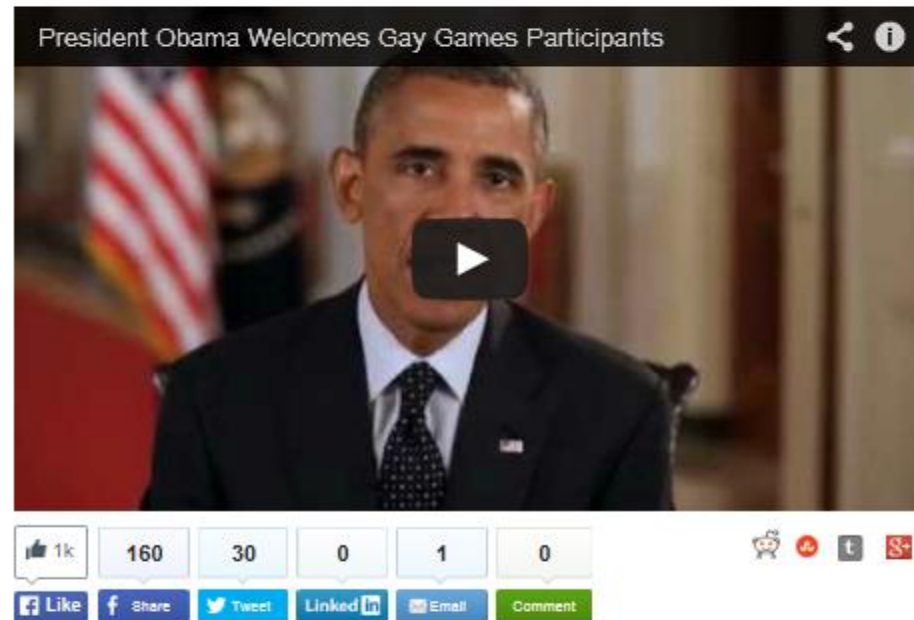 President Obama Welcomes Gay Games Participants
1k 160 30 0 1 0
Like Share Tweet Linked in Email Comment